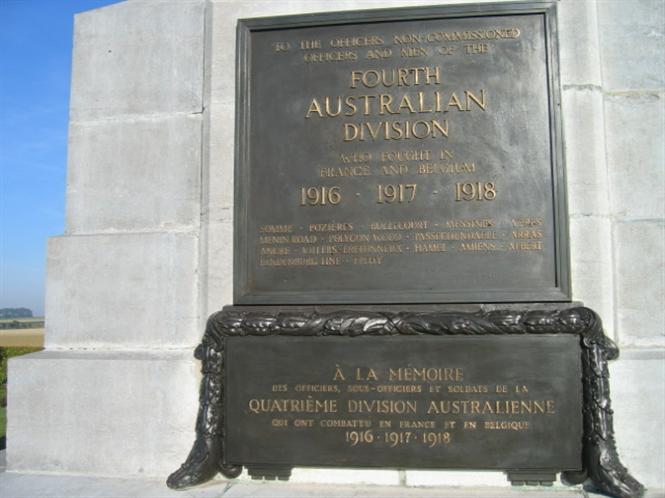 TO THE OFFICERS NON-COMMISSIONED
OFFICERS AND MEN OF THE
FOURTH
AUSTRALIAN
DIVISION
WHO FOUGHT IN
FRANCE AND BELGIUM
1916 · 1917 · 1918
SOMME · POZIÈRES · BULLECOURT · MESSINES · YPRES
MENIN ROAD · POLYGON WOOD · PASSCHENDAELE · ARRAS
ANCRE · VILLERS-BRETONNEUX · HAMEL · AMIENS · ALBERT
HINDENBURG LINE · EPEHY
À LA MÉMOIRE
DES OFFICIERS, SOUS-OFFICIERS ET SOLDATS DE LA
QUATRIÈME DIVISION AUSTRALIENNE
QUI ONT COMBATTU EN FRANCE ET EN BELGIQUE
1916 · 1917 · 1918